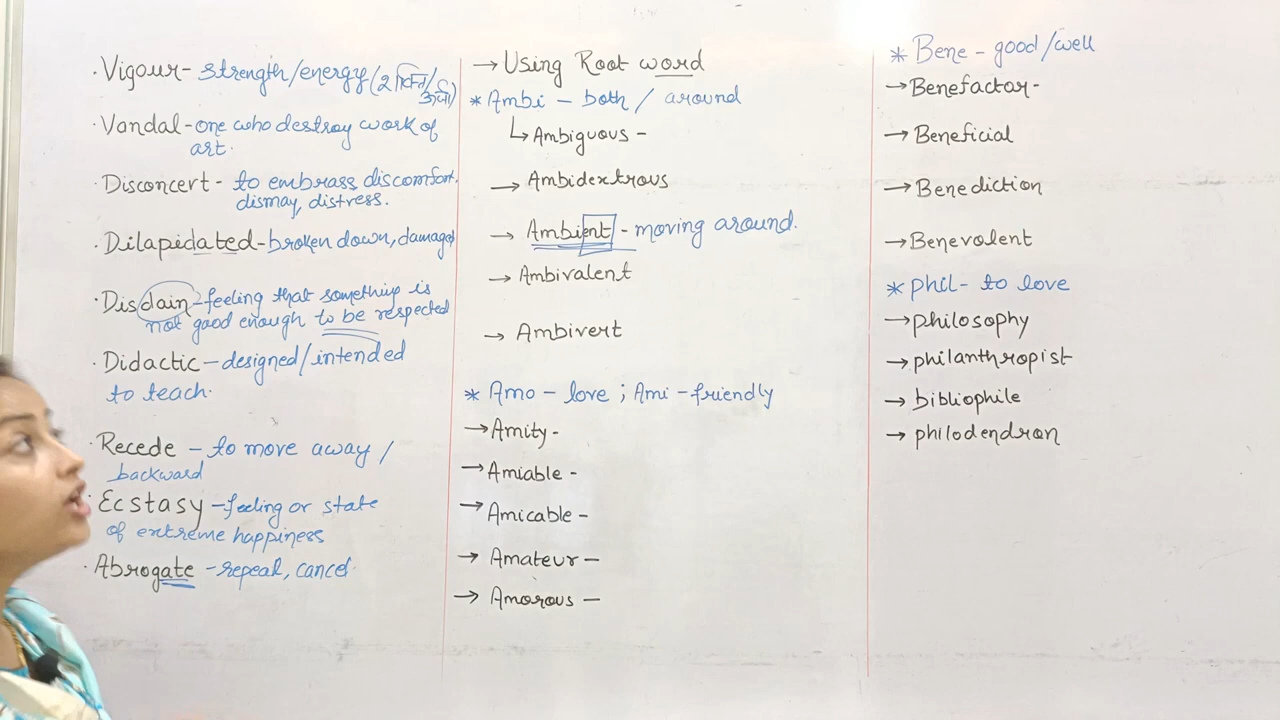 · Vigour - strength/energy (शक्ति/
ऊर्जा)
· Vandal - one who destroy work of
art.
· Disconcert - to embrass discomfort,
dismay, distress.
· Dilapidated - broken down, damaged
· Disdain - feeling that something is
not good enough to be respected
· Didactic - designed/intended
to teach.
· Recede - to move away /
backward
· Ecstasy - feeling or state
of extreme happiness
· Abrogate - repeal, cancel.
→ Using Root word
* Ambi - both / around
↳ Ambiguous -
→ Ambidextrous
→ Ambient - moving around.
→ Ambivalent
→ Ambivert
* Amo - love ; Ami - friendly
→ Amity -
→ Amiable -
→ Amicable -
→ Amateur -
→ Amorous -
* Bene - good/well
→ Benefactor -
→ Beneficial
→ Benediction
→ Benevolent
* phil - to love
→ philosophy
→ philanthropist
→ bibliophile
→ philodendron